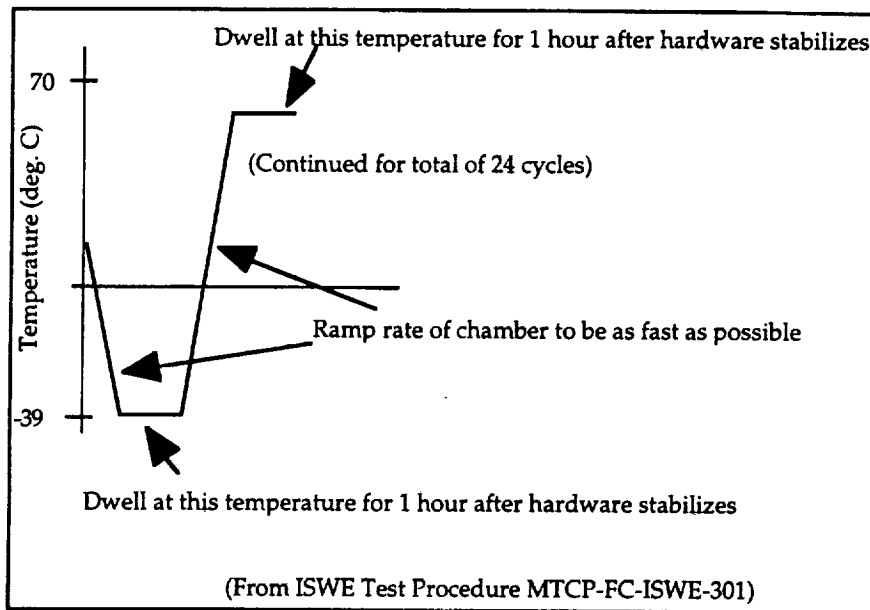 Dwell at this temperature for 1 hour after hardware stabilizes
70
(Continued for total of 24 cycles)
Temperature (deg. C)
Ramp rate of chamber to be as fast as possible
-39
Dwell at this temperature for 1 hour after hardware stabilizes
(From ISWE Test Procedure MTCP-FC-ISWE-301)